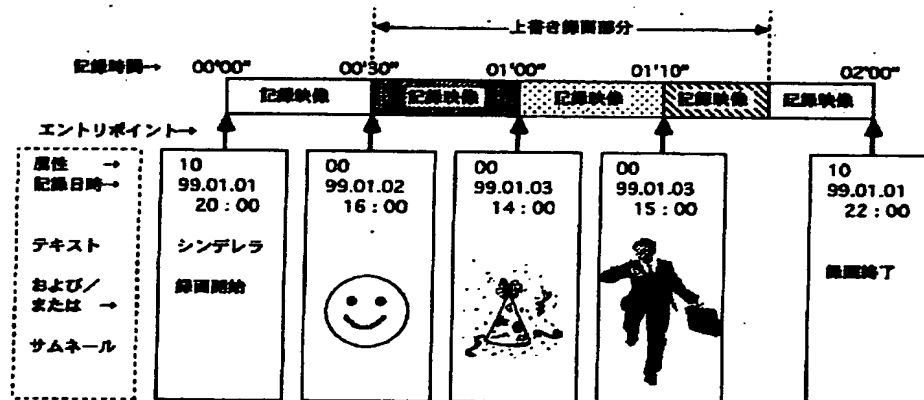 上書き録画部分
記録時間→ 00'00" 00'30" 01'00" 01'10" 02'00"
記録映像 記録映像 記録映像 記録映像 記録映像
エントリポイント→
属性 →
記録日時→
テキスト
および/
または →
サムネール
10
99.01.01
20:00
シンデレラ
録画開始
00
99.01.02
16:00
00
99.01.03
14:00
00
99.01.03
15:00
10
99.01.01
22:00
録画終了